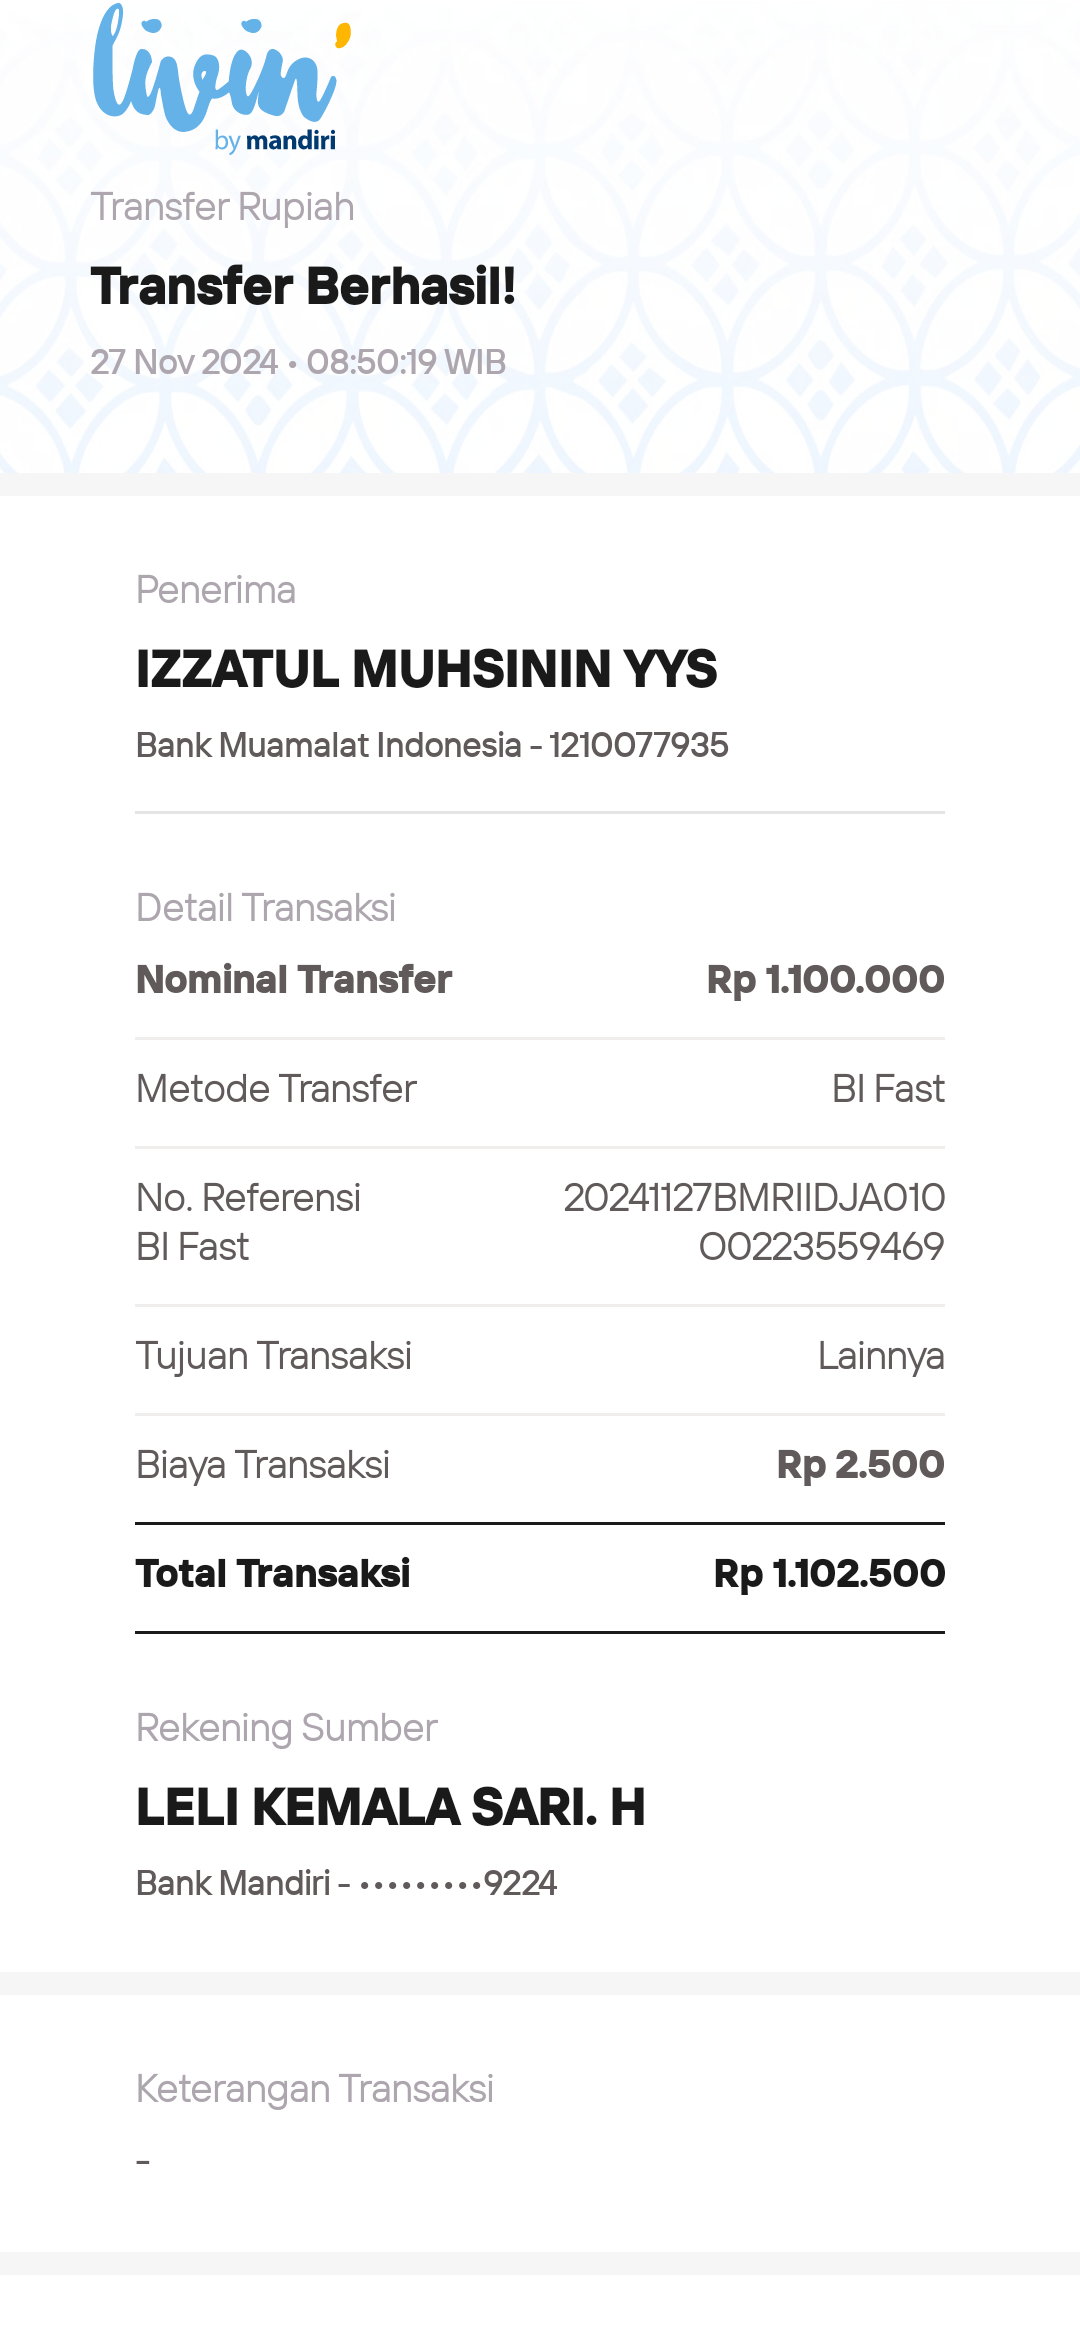 livin'
by mandiri
Transfer Rupiah
Transfer Berhasil!
27 Nov 2024 • 08:50:19 WIB
Penerima
IZZATUL MUHSININ YYS
Bank Muamalat Indonesia - 1210077935
Detail Transaksi
Nominal Transfer Rp 1.100.000
Metode Transfer BI Fast
No. Referensi 20241127BMRIIDJA010
BI Fast O0223559469
Tujuan Transaksi Lainnya
Biaya Transaksi Rp 2.500
Total Transaksi Rp 1.102.500
Rekening Sumber
LELI KEMALA SARI. H
Bank Mandiri - •••••••••9224
Keterangan Transaksi
-